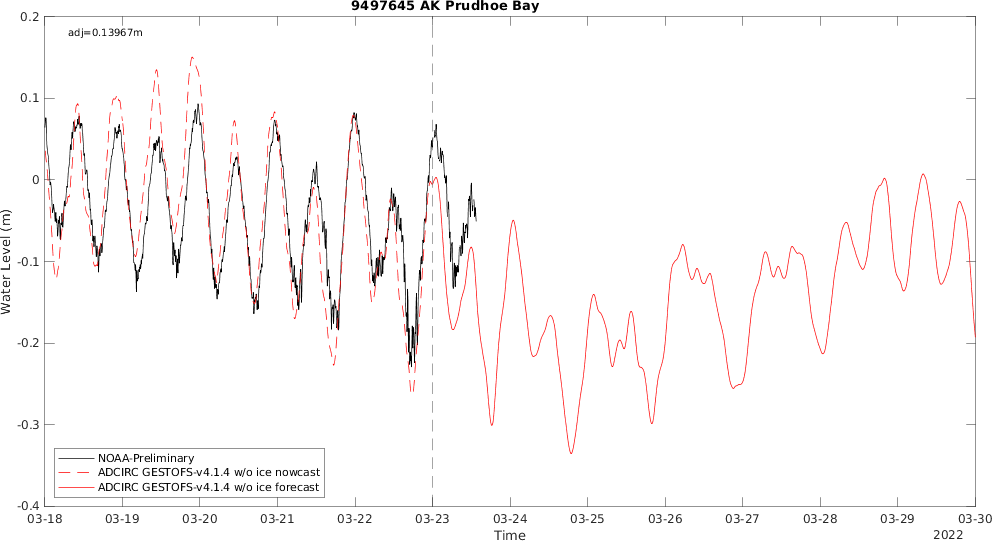 9497645 AK Prudhoe Bay
adj=0.13967m
0.2
0.1
0
-0.1
-0.2
-0.3
-0.4
Water Level (m)
NOAA-Preliminary
ADCIRC GESTOFS-v4.1.4 w/o ice nowcast
ADCIRC GESTOFS-v4.1.4 w/o ice forecast
03-18 03-19 03-20 03-21 03-22 03-23 03-24 03-25 03-26 03-27 03-28 03-29 03-30
Time
2022